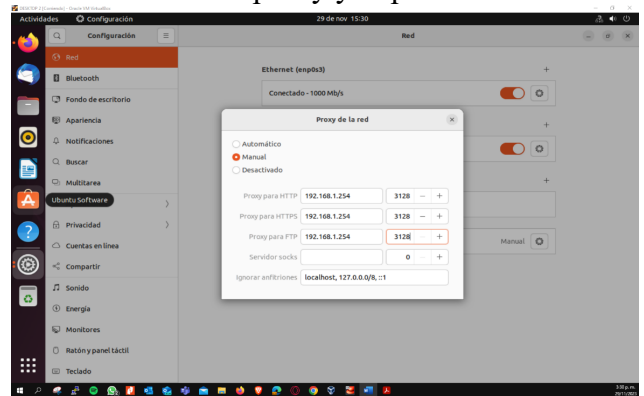 Actividades
Configuración
29 de nov 15:30
Configuración
Red
Red
Bluetooth
Fondo de escritorio
Apariencia
Notificaciones
Buscar
Multitarea
Ubuntu Software
Privacidad
Cuentas en línea
Compartir
Sonido
Energía
Monitores
Ratón y panel táctil
Teclado
Ethernet (enp0s3)
Conectado - 1000 Mb/s
Manual
Proxy de la red
Automático
Manual
Desactivado
Proxy para HTTP 192.168.1.254 3128
Proxy para HTTPS 192.168.1.254 3128
Proxy para FTP 192.168.1.254 3128
Servidor socks 0
Ignorar anfitriones localhost, 127.0.0.0/8, ::1
3:30 p. m.